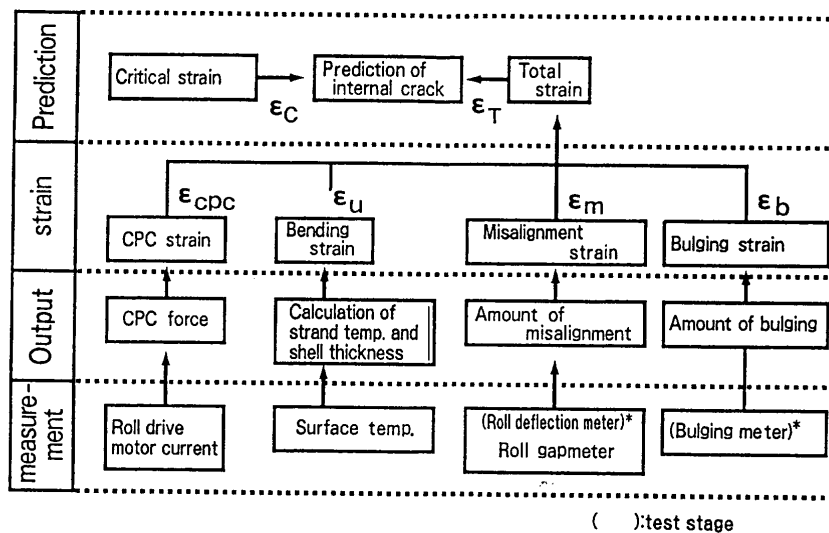 Prediction
Critical strain
Prediction of
internal crack
Total
strain
εC
εT
strain
εcpc
εu
εm
εb
CPC strain
Bending
strain
Misalignment
strain
Bulging strain
Output
CPC force
Calculation of
strand temp. and
shell thickness
Amount of
misalignment
Amount of bulging
measure-
ment
Roll drive
motor current
Surface temp.
(Roll deflection meter)*
Roll gapmeter
(Bulging meter)*
( ):test stage